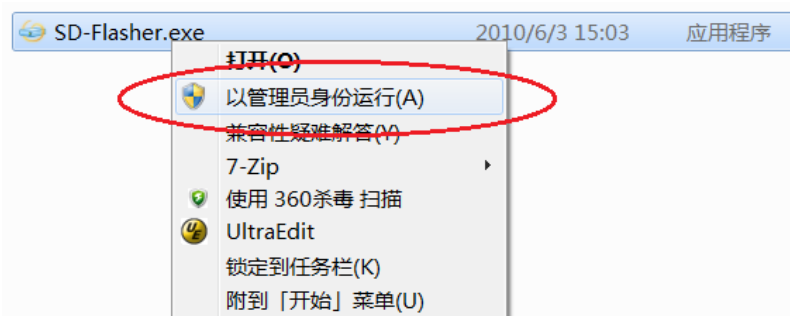 SD-Flasher.exe 2010/6/3 15:03 应用程序
打开(O)
以管理员身份运行(A)
兼容性疑难解答(Y)
7-Zip
使用 360杀毒 扫描
UltraEdit
锁定到任务栏(K)
附到「开始」菜单(U)